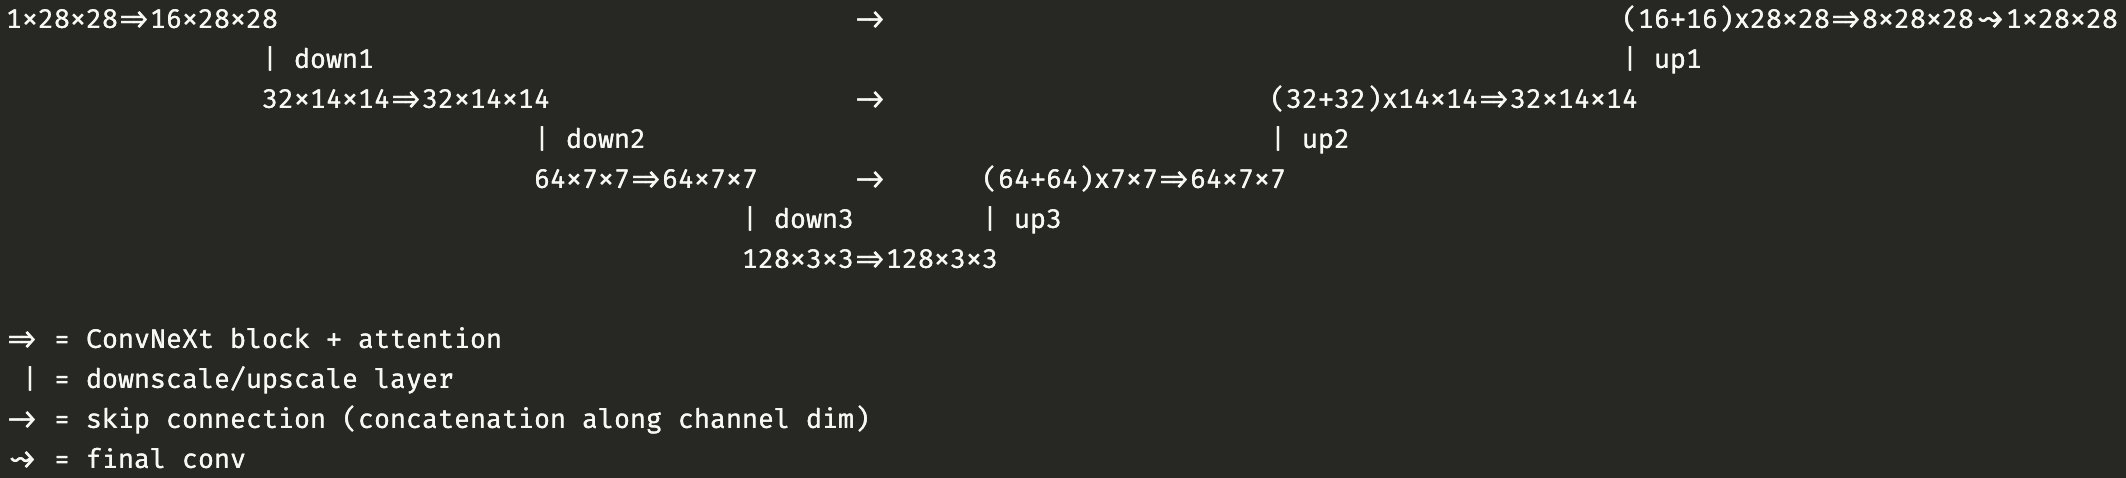 1×28×28⇒16×28×28 → (16+16)x28×28⇒8×28×28⤳1×28×28
| down1 | up1
32×14×14⇒32×14×14 → (32+32)x14×14⇒32×14×14
| down2 | up2
64×7×7⇒64×7×7 → (64+64)x7×7⇒64×7×7
| down3 | up3
128×3×3⇒128×3×3
⇒ = ConvNeXt block + attention
| = downscale/upscale layer
→ = skip connection (concatenation along channel dim)
⤳ = final conv